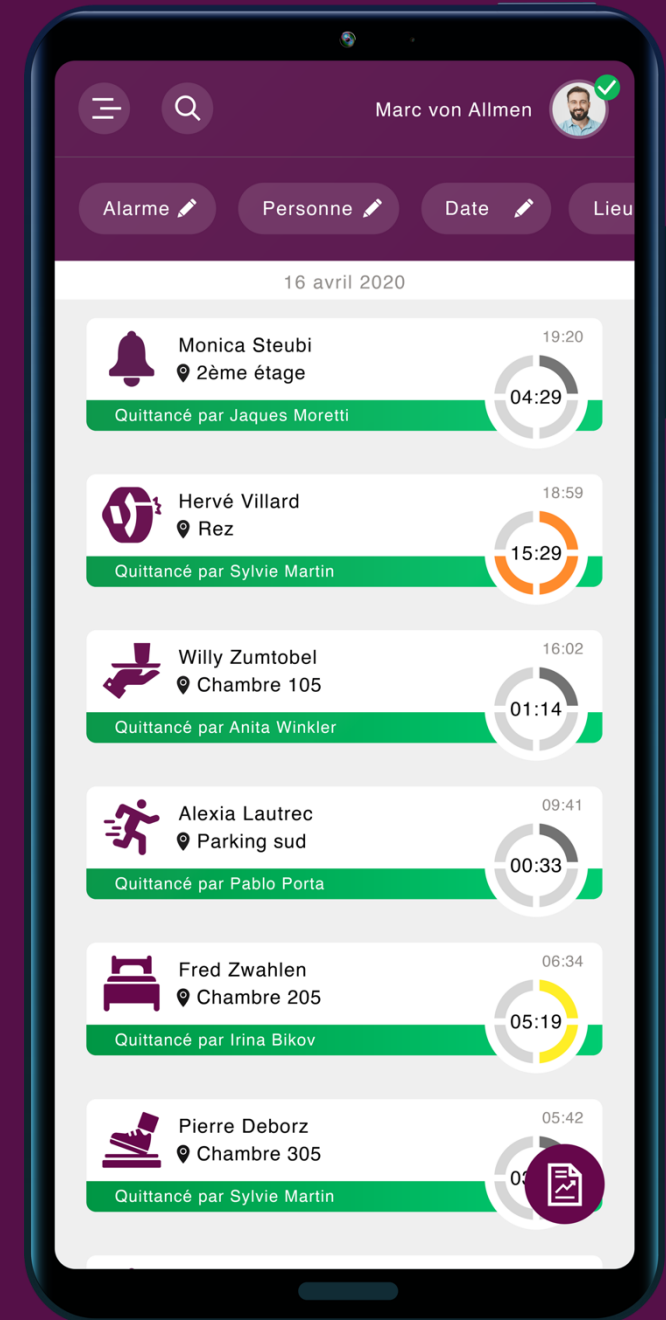 Marc von Allmen
Alarme
Personne
Date
Lieu
16 avril 2020
19:20
Monica Steubi
2ème étage
04:29
Quittancé par Jaques Moretti
18:59
Hervé Villard
Rez
15:29
Quittancé par Sylvie Martin
16:02
Willy Zumtobel
Chambre 105
01:14
Quittancé par Anita Winkler
09:41
Alexia Lautrec
Parking sud
00:33
Quittancé par Pablo Porta
06:34
Fred Zwahlen
Chambre 205
05:19
Quittancé par Irina Bikov
05:42
Pierre Deborz
Chambre 305
Quittancé par Sylvie Martin